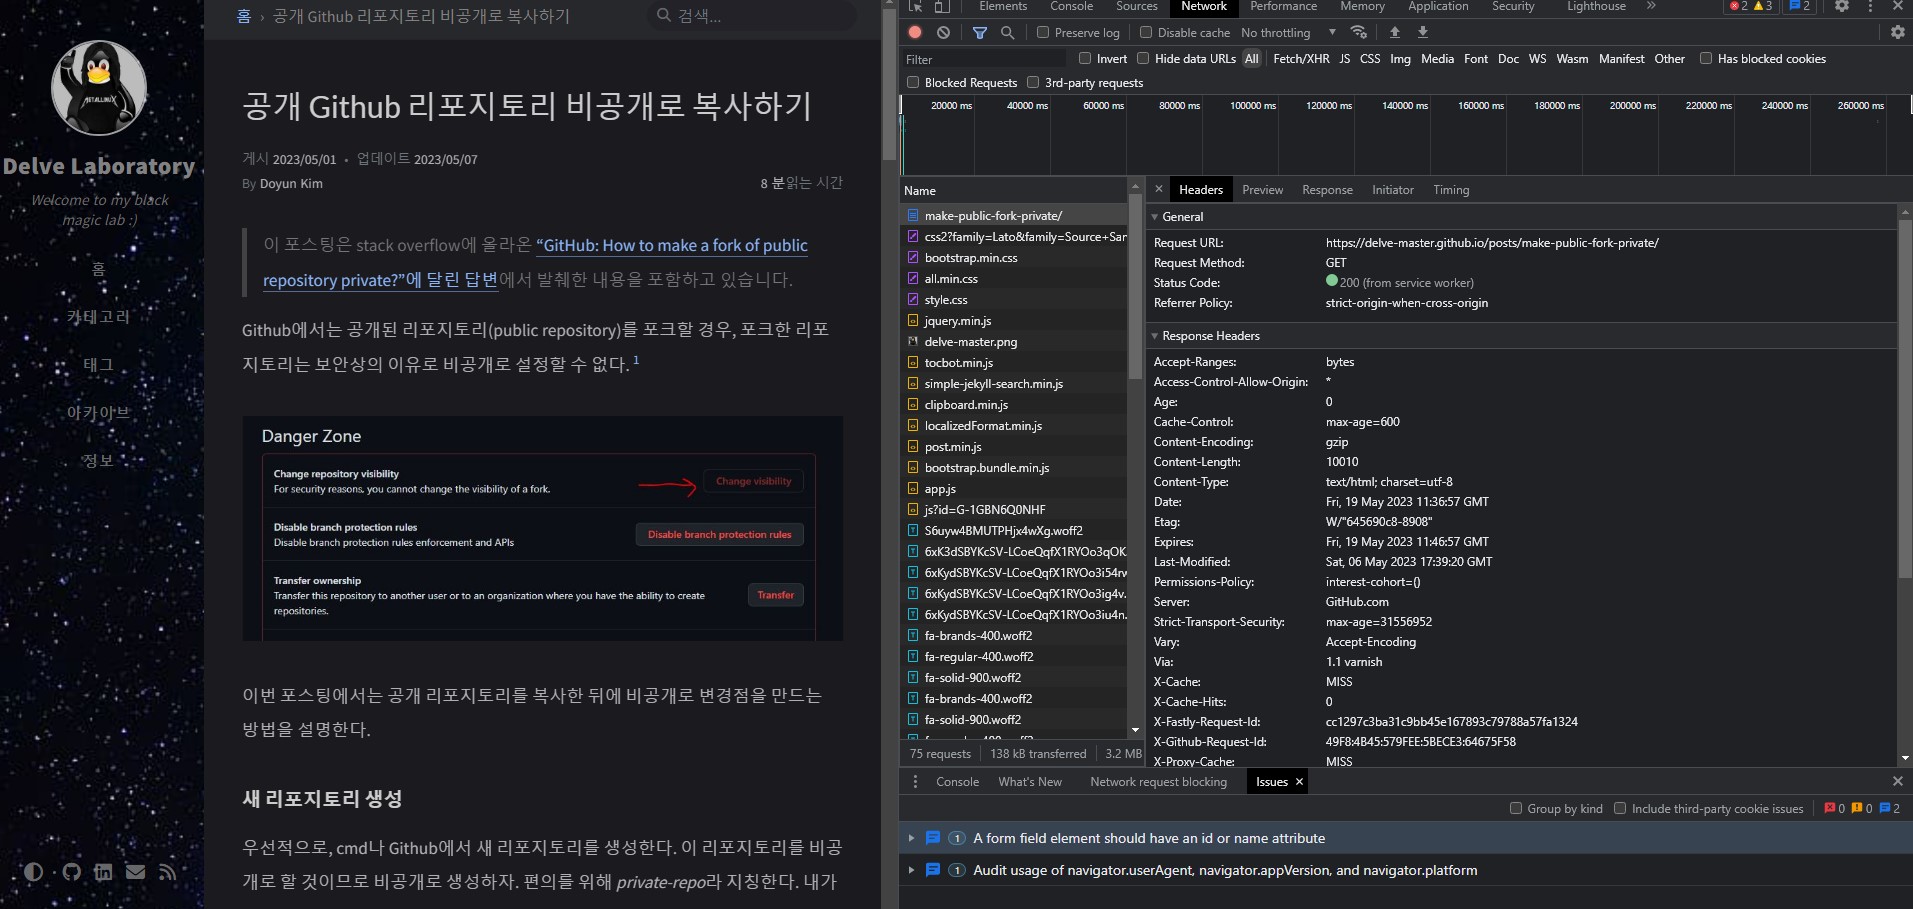 홈 › 공개 Github 리포지토리 비공개로 복사하기
검색...
METALLINUX
Delve Laboratory
Welcome to my black
magic lab :)
홈
카테고리
태그
아카이브
정보
공개 Github 리포지토리 비공개로 복사하기
게시 2023/05/01 • 업데이트 2023/05/07
By Doyun Kim
8 분읽는 시간
이 포스팅은 stack overflow에 올라온 “GitHub: How to make a fork of public
repository private?”에 달린 답변에서 발췌한 내용을 포함하고 있습니다.
Github에서는 공개된 리포지토리(public repository)를 포크할 경우, 포크한 리포
지토리는 보안상의 이유로 비공개로 설정할 수 없다. 1
Danger Zone
Change repository visibility
For security reasons, you cannot change the visibility of a fork.
Change visibility
Disable branch protection rules
Disable branch protection rules enforcement and APIs
Disable branch protection rules
Transfer ownership
Transfer this repository to another user or to an organization where you have the ability to create
repositories.
Transfer
이번 포스팅에서는 공개 리포지토리를 복사한 뒤에 비공개로 변경점을 만드는
방법을 설명한다.
새 리포지토리 생성
우선적으로, cmd나 Github에서 새 리포지토리를 생성한다. 이 리포지토리를 비공
개로 할 것이므로 비공개로 생성하자. 편의를 위해 private-repo라 지칭한다. 내가
Elements Console Sources Network Performance Memory Application Security Lighthouse » 2 3 2
Preserve log Disable cache No throttling
Filter Invert Hide data URLs All Fetch/XHR JS CSS Img Media Font Doc WS Wasm Manifest Other Has blocked cookies
Blocked Requests 3rd-party requests
20000 ms 40000 ms 60000 ms 80000 ms 100000 ms 120000 ms 140000 ms 160000 ms 180000 ms 200000 ms 220000 ms 240000 ms 260000 ms
Name
make-public-fork-private/
css2?family=Lato&family=Source+San
bootstrap.min.css
all.min.css
style.css
jquery.min.js
delve-master.png
tocbot.min.js
simple-jekyll-search.min.js
clipboard.min.js
localizedFormat.min.js
post.min.js
bootstrap.bundle.min.js
app.js
js?id=G-1GBN6Q0NHF
S6uyw4BMUTPHjx4wXg.woff2
6xK3dSBYKcSV-LCoeQqfX1RYOo3qOK
6xKydSBYKcSV-LCoeQqfX1RYOo3i54rw
6xKydSBYKcSV-LCoeQqfX1RYOo3ig4v.
6xKydSBYKcSV-LCoeQqfX1RYOo3iu4n.
fa-brands-400.woff2
fa-regular-400.woff2
fa-solid-900.woff2
fa-brands-400.woff2
fa-solid-900.woff2
75 requests 138 kB transferred 3.2 MB
× Headers Preview Response Initiator Timing
General
Request URL: https://delve-master.github.io/posts/make-public-fork-private/
Request Method: GET
Status Code: 200 (from service worker)
Referrer Policy: strict-origin-when-cross-origin
Response Headers
Accept-Ranges: bytes
Access-Control-Allow-Origin: *
Age: 0
Cache-Control: max-age=600
Content-Encoding: gzip
Content-Length: 10010
Content-Type: text/html; charset=utf-8
Date: Fri, 19 May 2023 11:36:57 GMT
Etag: W/"645690c8-8908"
Expires: Fri, 19 May 2023 11:46:57 GMT
Last-Modified: Sat, 06 May 2023 17:39:20 GMT
Permissions-Policy: interest-cohort=()
Server: GitHub.com
Strict-Transport-Security: max-age=31556952
Vary: Accept-Encoding
Via: 1.1 varnish
X-Cache: MISS
X-Cache-Hits: 0
X-Fastly-Request-Id: cc1297c3ba31c9bb45e167893c79788a57fa1324
X-Github-Request-Id: 49F8:4B45:579FEE:5BECE3:64675F58
X-Proxy-Cache: MISS
Console What's New Network request blocking Issues ×
Group by kind Include third-party cookie issues 0 0 2
1 A form field element should have an id or name attribute
1 Audit usage of navigator.userAgent, navigator.appVersion, and navigator.platform